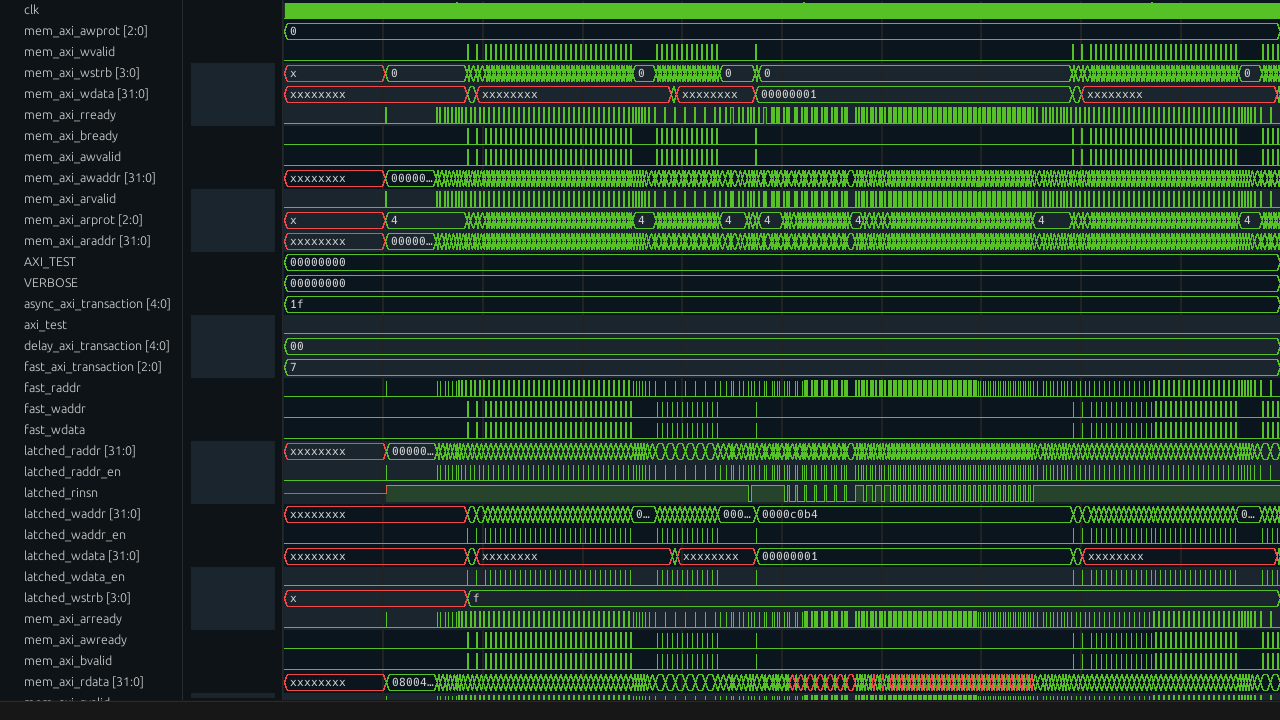 clk
mem_axi_awprot [2:0] 0
mem_axi_wvalid
mem_axi_wstrb [3:0] x 0 0 0 0 0
mem_axi_wdata [31:0] xxxxxxxx xxxxxxxx xxxxxxxx 00000001 xxxxxxxx
mem_axi_rready
mem_axi_bready
mem_axi_awvalid
mem_axi_awaddr [31:0] xxxxxxxx 00000…
mem_axi_arvalid
mem_axi_arprot [2:0] x 4 4 4 4 4 4 4
mem_axi_araddr [31:0] xxxxxxxx 00000…
AXI_TEST 00000000
VERBOSE 00000000
async_axi_transaction [4:0] 1f
axi_test
delay_axi_transaction [4:0] 00
fast_axi_transaction [2:0] 7
fast_raddr
fast_waddr
fast_wdata
latched_raddr [31:0] xxxxxxxx 00000…
latched_raddr_en
latched_rinsn
latched_waddr [31:0] xxxxxxxx 0… 000… 0000c0b4 0…
latched_waddr_en
latched_wdata [31:0] xxxxxxxx xxxxxxxx xxxxxxxx 00000001 xxxxxxxx
latched_wdata_en
latched_wstrb [3:0] x f
mem_axi_arready
mem_axi_awready
mem_axi_bvalid
mem_axi_rdata [31:0] xxxxxxxx 08004…